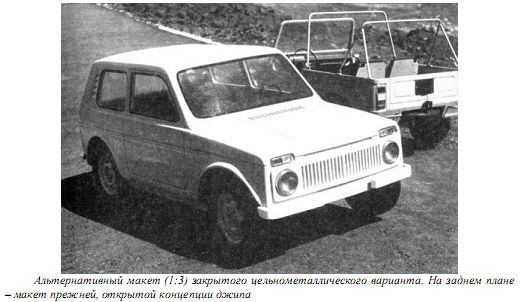 Альтернативный макет (1:3) закрытого цельнометаллического варианта. На заднем плане
– макет прежней, открытой концепции джипа